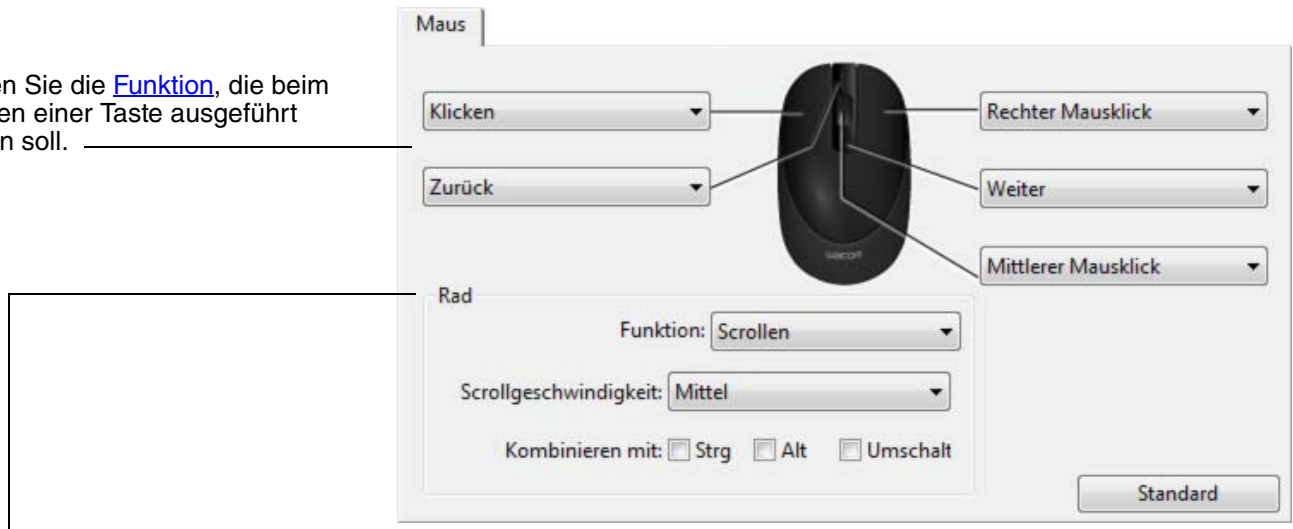 Maus
en Sie die Funktion, die beim
en einer Taste ausgeführt
n soll.
Klicken
Rechter Mausklick
Zurück
Weiter
Mittlerer Mausklick
wacom
Rad
Funktion: Scrollen
Scrollgeschwindigkeit: Mittel
Kombinieren mit: Strg Alt Umschalt
Standard